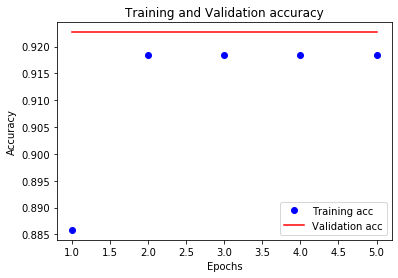 Training and Validation accuracy
0.920
0.915
0.910
0.905
0.900
0.895
0.890
0.885
Accuracy
1.0 1.5 2.0 2.5 3.0 3.5 4.0 4.5 5.0
Epochs
Training acc
Validation acc